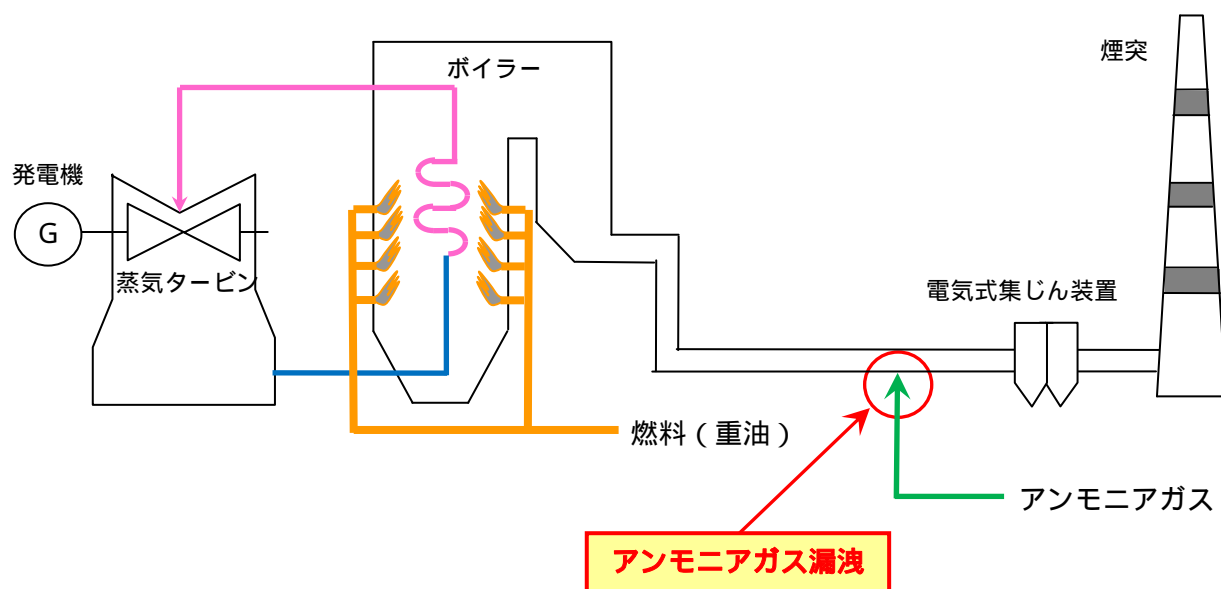 煙突
ボイラー
発電機
G
蒸気タービン
電気式集じん装置
燃料（重油）
アンモニアガス
アンモニアガス漏洩